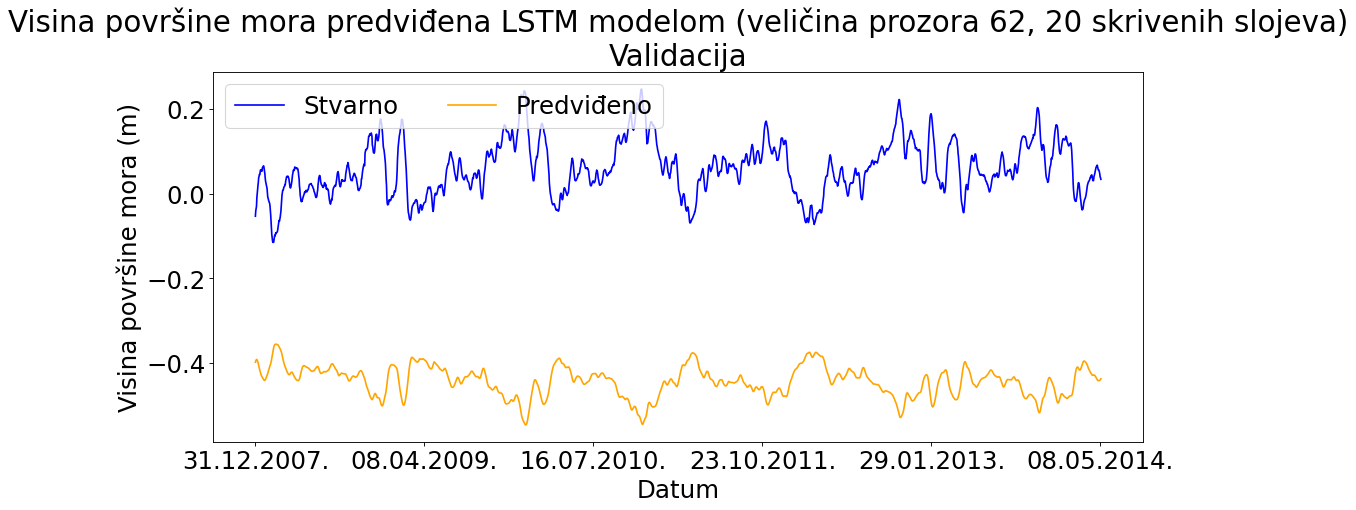 Visina površine mora predviđena LSTM modelom (veličina prozora 62, 20 skrivenih slojeva)
Validacija
Stvarno Predviđeno
Visina površine mora (m)
0.2
0.0
−0.2
−0.4
31.12.2007. 08.04.2009. 16.07.2010. 23.10.2011. 29.01.2013. 08.05.2014.
Datum